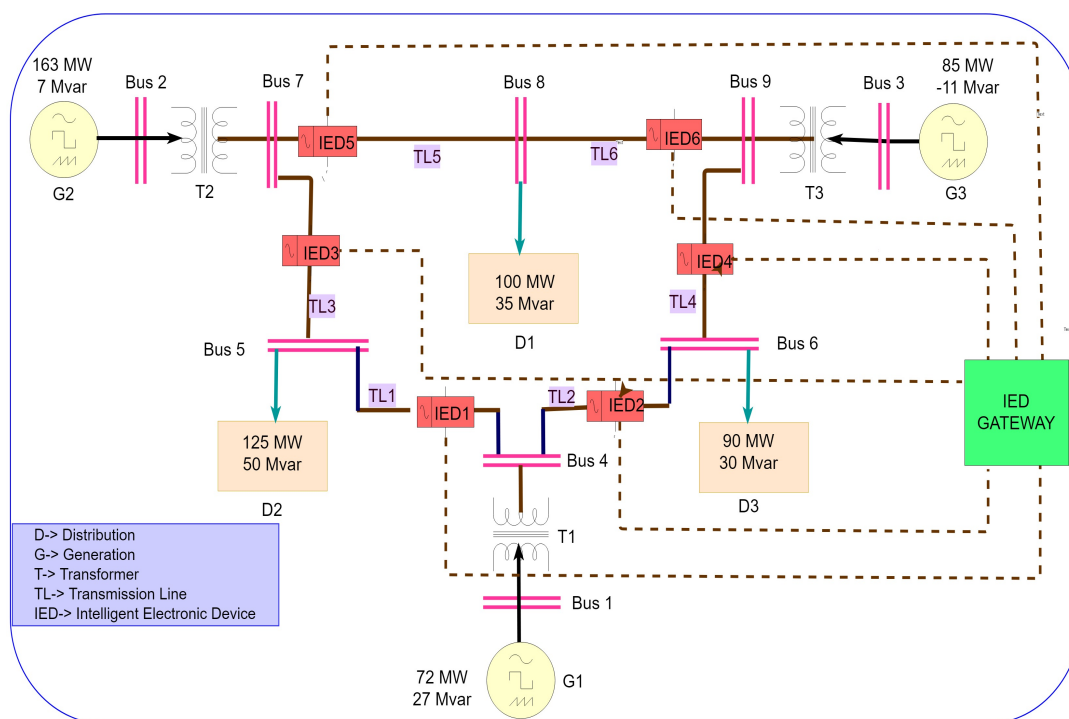 163 MW
7 Mvar
Bus 2
Bus 7
Bus 8
Bus 9
85 MW
-11 Mvar
Bus 3
IED5
IED6
TL5
TL6
G2
T2
T3
G3
IED3
IED4
100 MW
35 Mvar
TL3
TL4
D1
Bus 5
Bus 6
TL1
TL2
IED1
IED2
IED
GATEWAY
125 MW
50 Mvar
90 MW
30 Mvar
Bus 4
D2
D3
T1
D-> Distribution
G-> Generation
T-> Transformer
TL-> Transmission Line
IED-> Intelligent Electronic Device
Bus 1
72 MW
27 Mvar
G1